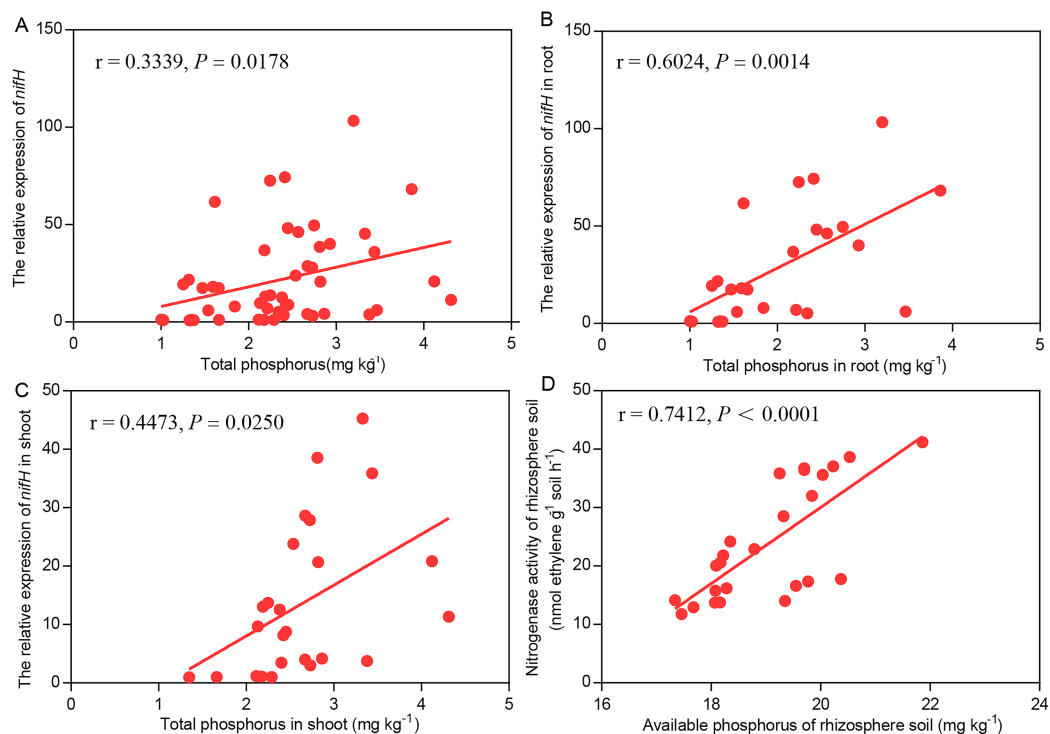 A
The relative expression of nifH
150
100
50
0
r = 0.3339, P = 0.0178
0 1 2 3 4 5
Total phosphorus(mg kg-1)
B
The relative expression of nifH in root
150
100
50
0
r = 0.6024, P = 0.0014
0 1 2 3 4 5
Total phosphorus in root (mg kg-1)
C
The relative expression of nifH in shoot
50
40
30
20
10
0
r = 0.4473, P = 0.0250
0 1 2 3 4 5
Total phosphorus in shoot (mg kg-1)
D
Nitrogenase activity of rhizosphere soil
(nmol ethylene g-1 soil h-1)
50
40
30
20
10
0
r = 0.7412, P < 0.0001
16 18 20 22 24
Available phosphorus of rhizosphere soil (mg kg-1)